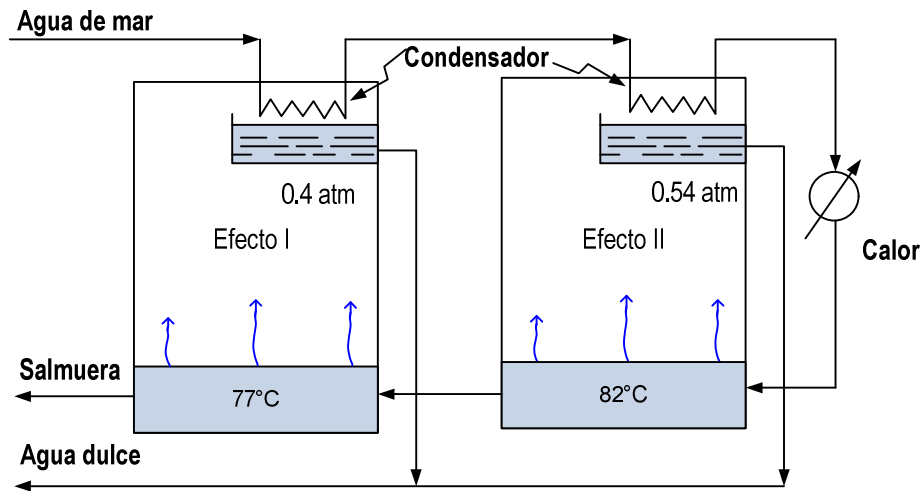 Agua de mar
Condensador
0.4 atm
0.54 atm
Efecto I
Efecto II
Calor
Salmuera
77°C
82°C
Agua dulce